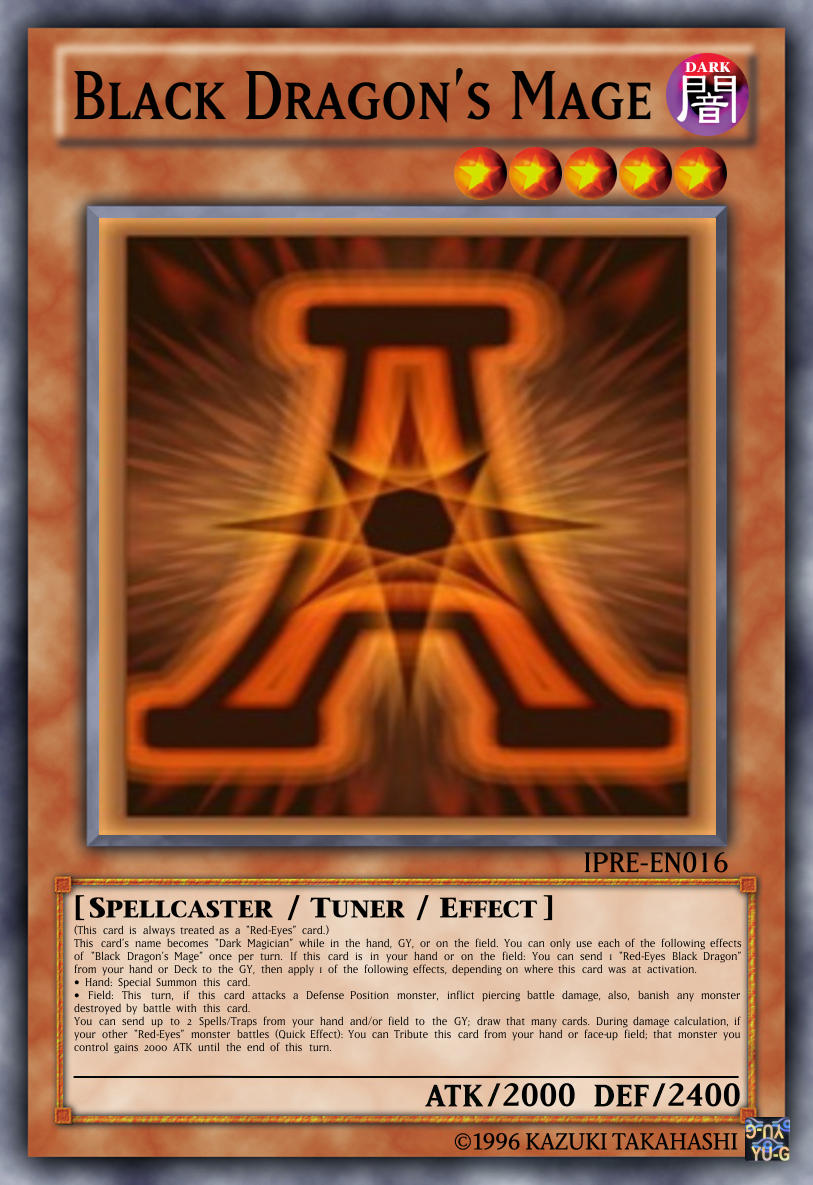 Black Dragon's Mage
DARK
闇
IPRE-EN016
[ Spellcaster / Tuner / Effect ]
(This card is always treated as a "Red-Eyes" card.)
This card's name becomes "Dark Magician" while in the hand, GY, or on the field. You can only use each of the following effects
of "Black Dragon's Mage" once per turn. If this card is in your hand or on the field: You can send 1 "Red-Eyes Black Dragon"
from your hand or Deck to the GY, then apply 1 of the following effects, depending on where this card was at activation.
• Hand: Special Summon this card.
• Field: This turn, if this card attacks a Defense Position monster, inflict piercing battle damage, also, banish any monster
destroyed by battle with this card.
You can send up to 2 Spells/Traps from your hand and/or field to the GY; draw that many cards. During damage calculation, if
your other "Red-Eyes" monster battles (Quick Effect): You can Tribute this card from your hand or face-up field; that monster you
control gains 2000 ATK until the end of this turn.
ATK/2000 DEF/2400
©1996 KAZUKI TAKAHASHI
YU-G
YU-G